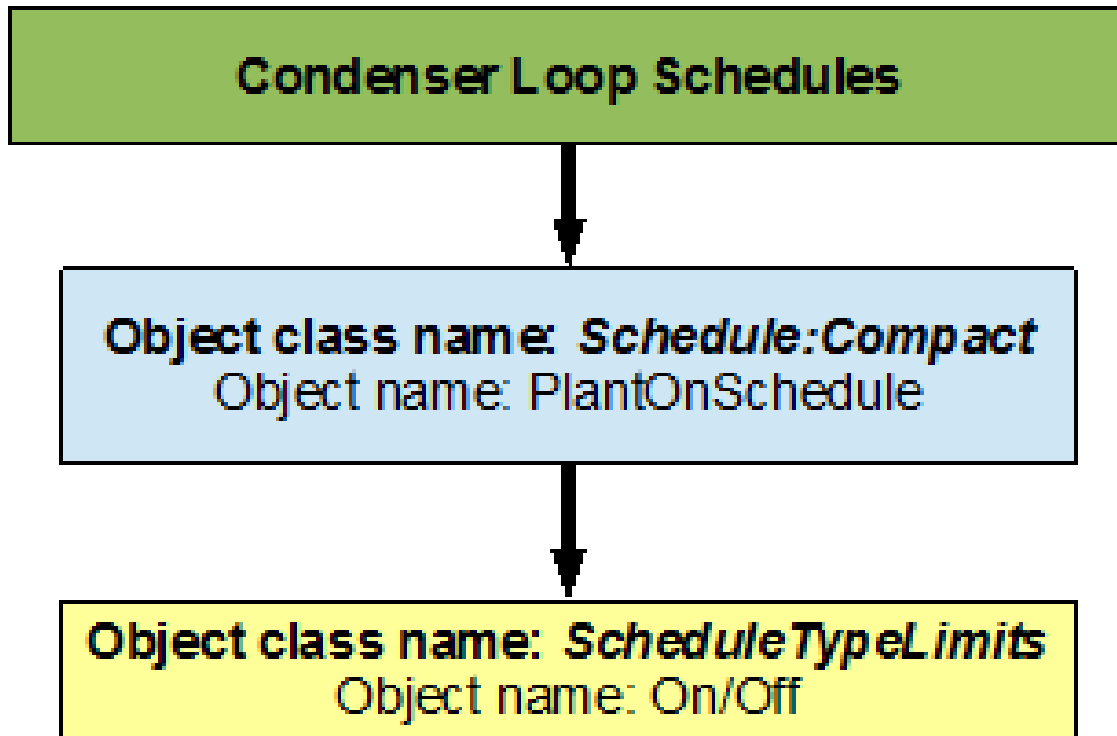 Condenser Loop Schedules
Object class name: Schedule:Compact
Object name: PlantOnSchedule
Object class name: ScheduleTypeLimits
Object name: On/Off